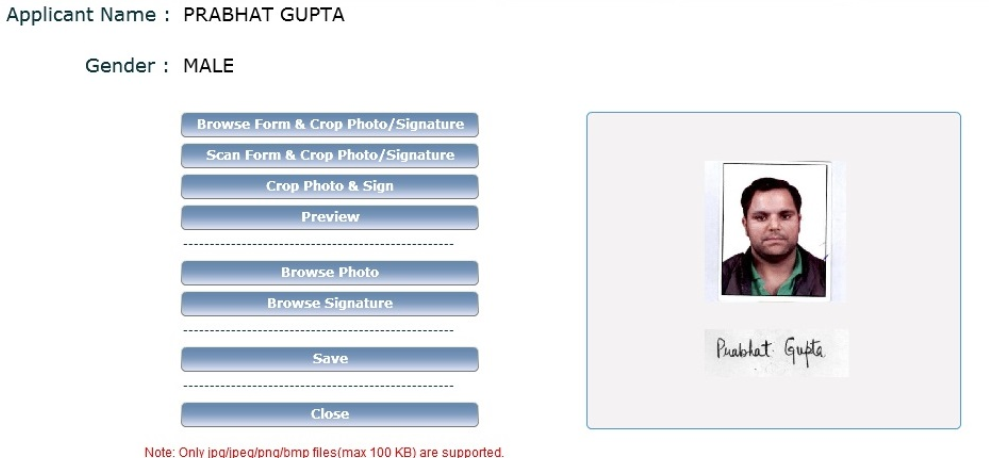 Applicant Name : PRABHAT GUPTA
Gender : MALE
Browse Form & Crop Photo/Signature
Scan Form & Crop Photo/Signature
Crop Photo & Sign
Preview
--------------------------------------------------
Browse Photo
Browse Signature
--------------------------------------------------
Save
--------------------------------------------------
Close
Note: Only jpg/jpeg/png/bmp files(max 100 KB) are supported.
Prabhat Gupta